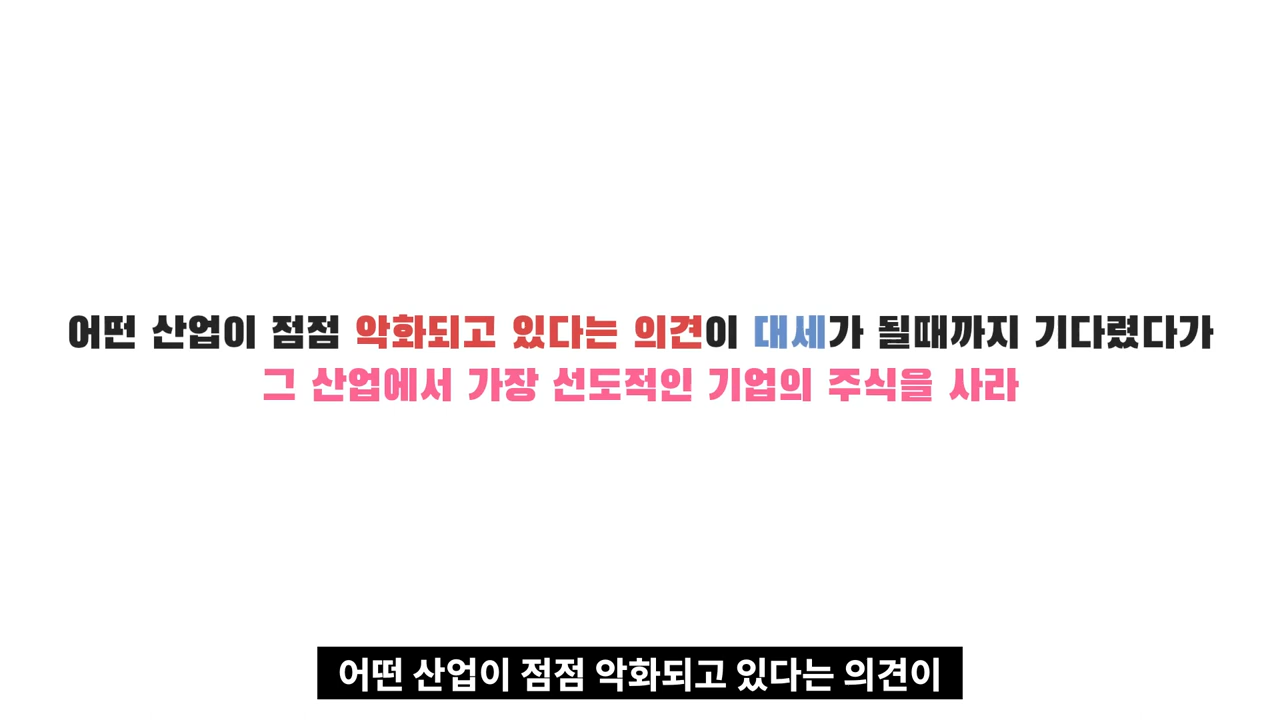 어떤 산업이 점점 악화되고 있다는 의견이 대세가 될때까지 기다렸다가
그 산업에서 가장 선도적인 기업의 주식을 사라
어떤 산업이 점점 악화되고 있다는 의견이